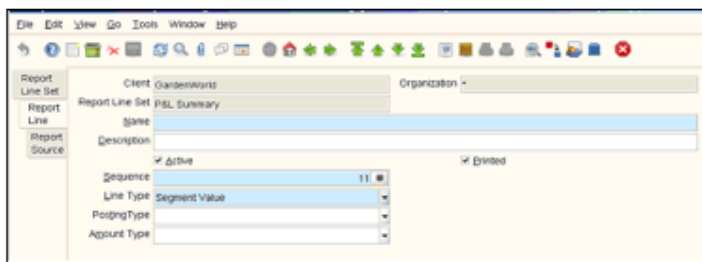 File Edit View Go Tools Window Help
Report Line Set
Report Line
Report Source
Client GardenWorld Organization *
Report Line Set P&L Summary
Name
Description
Active Printed
Sequence 11
Line Type Segment Value
PostingType
Amount Type